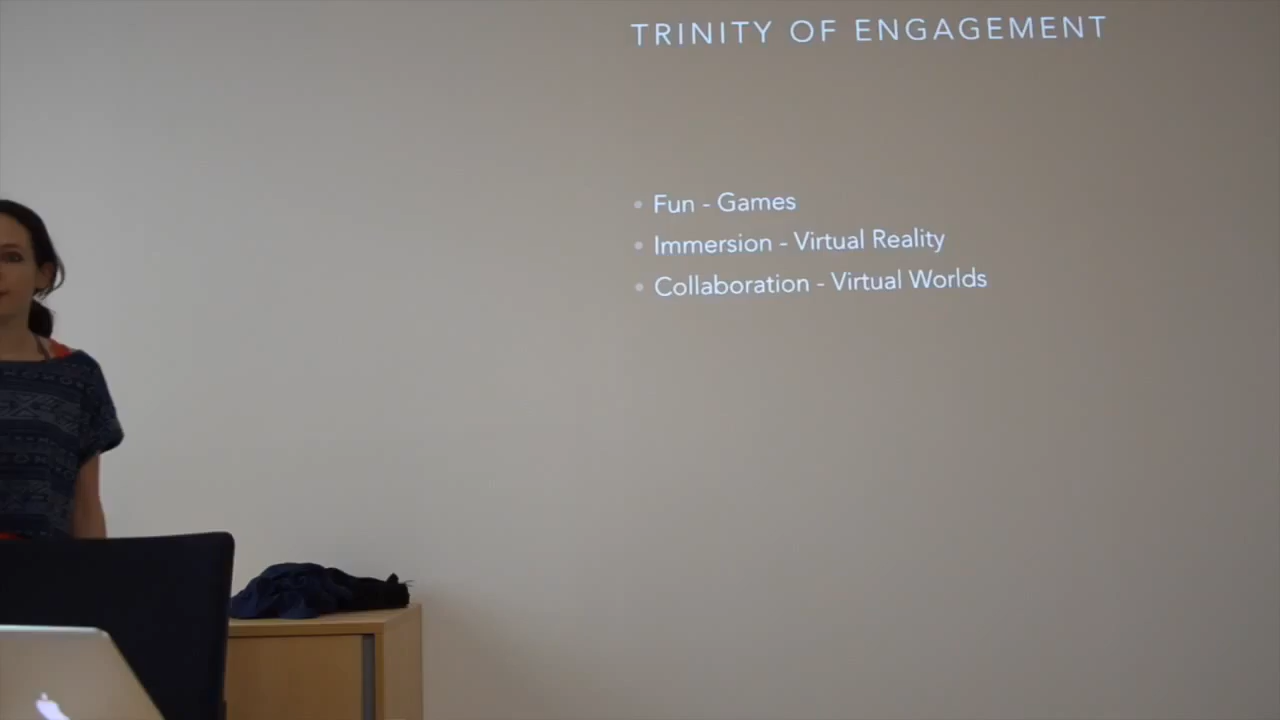 TRINITY OF ENGAGEMENT
• Fun - Games
• Immersion - Virtual Reality
• Collaboration - Virtual Worlds